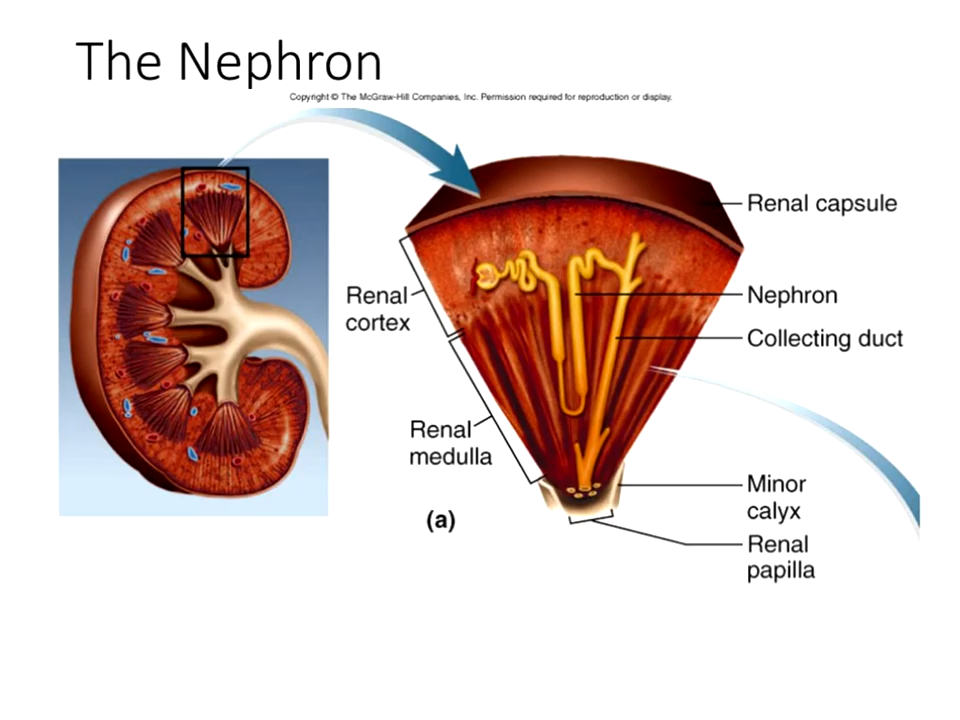 The Nephron
Copyright © The McGraw-Hill Companies, Inc. Permission required for reproduction or display.
Renal capsule
Renal
cortex
Nephron
Collecting duct
Renal
medulla
Minor
calyx
(a)
Renal
papilla